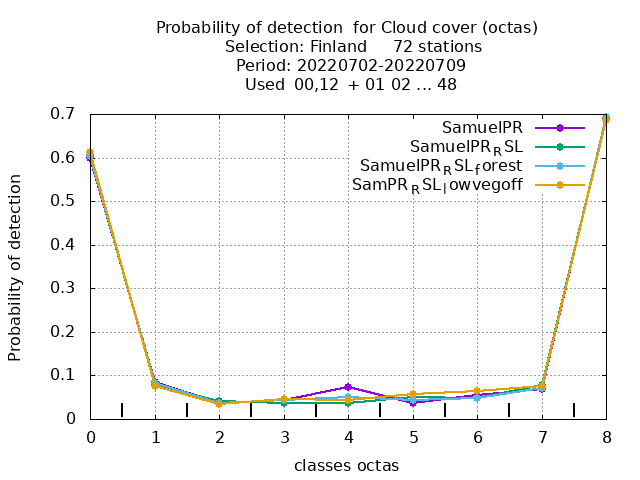 Probability of detection  for Cloud cover (octas)
Selection: Finland     72 stations
Period: 20220702-20220709
Used  00,12  + 01 02 ... 48
SamuelPR
SamuelPR_RSL
SamuelPR_RSL_forest
SamPR_RSL_lowvegoff
0.7
0.6
0.5
0.4
0.3
0.2
0.1
0
Probability of detection
0 1 2 3 4 5 6 7 8
classes octas